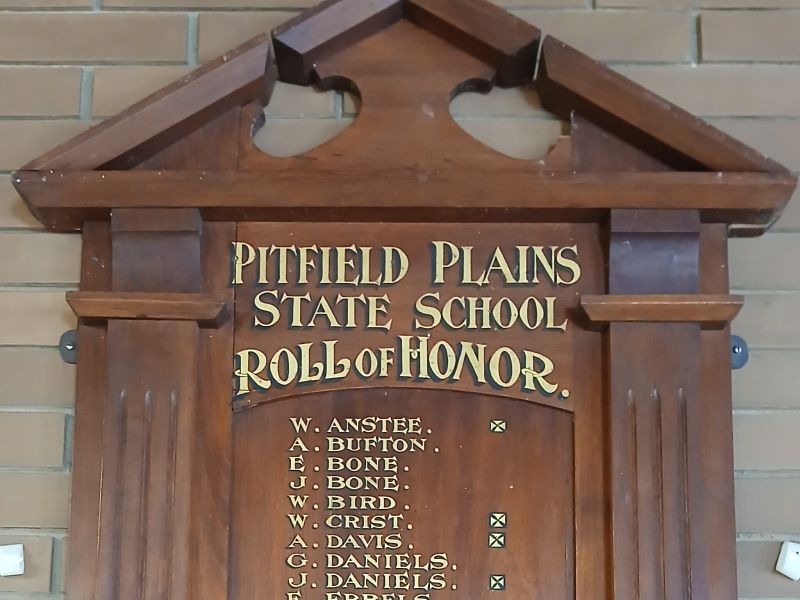 PITFIELD PLAINS
STATE SCHOOL
ROLL OF HONOR.
W. ANSTEE.
A. BUFTON.
E. BONE.
J. BONE.
W. BIRD.
W. CRIST.
A. DAVIS.
G. DANIELS.
J. DANIELS.